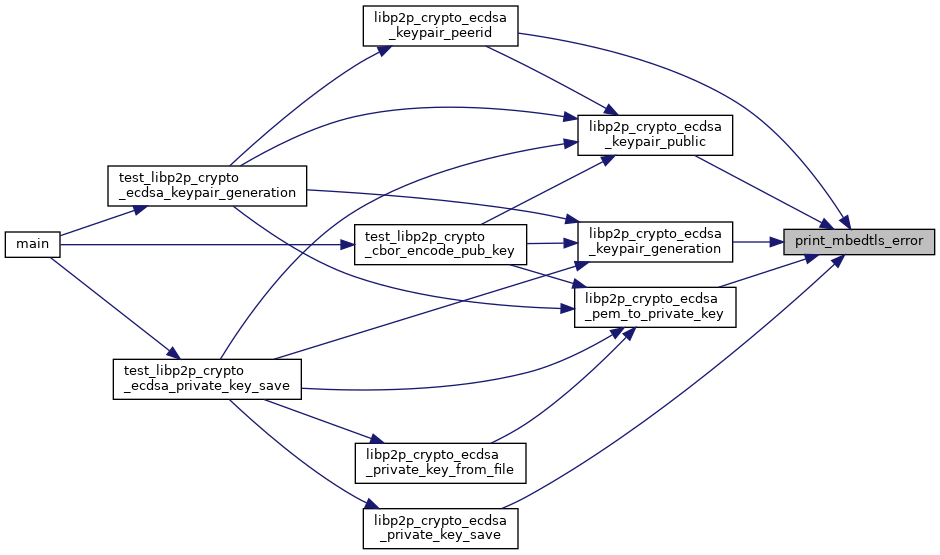 libp2p_crypto_ecdsa
_keypair_peerid
libp2p_crypto_ecdsa
_keypair_public
test_libp2p_crypto
_ecdsa_keypair_generation
main
test_libp2p_crypto
_cbor_encode_pub_key
libp2p_crypto_ecdsa
_keypair_generation
print_mbedtls_error
libp2p_crypto_ecdsa
_pem_to_private_key
test_libp2p_crypto
_ecdsa_private_key_save
libp2p_crypto_ecdsa
_private_key_from_file
libp2p_crypto_ecdsa
_private_key_save